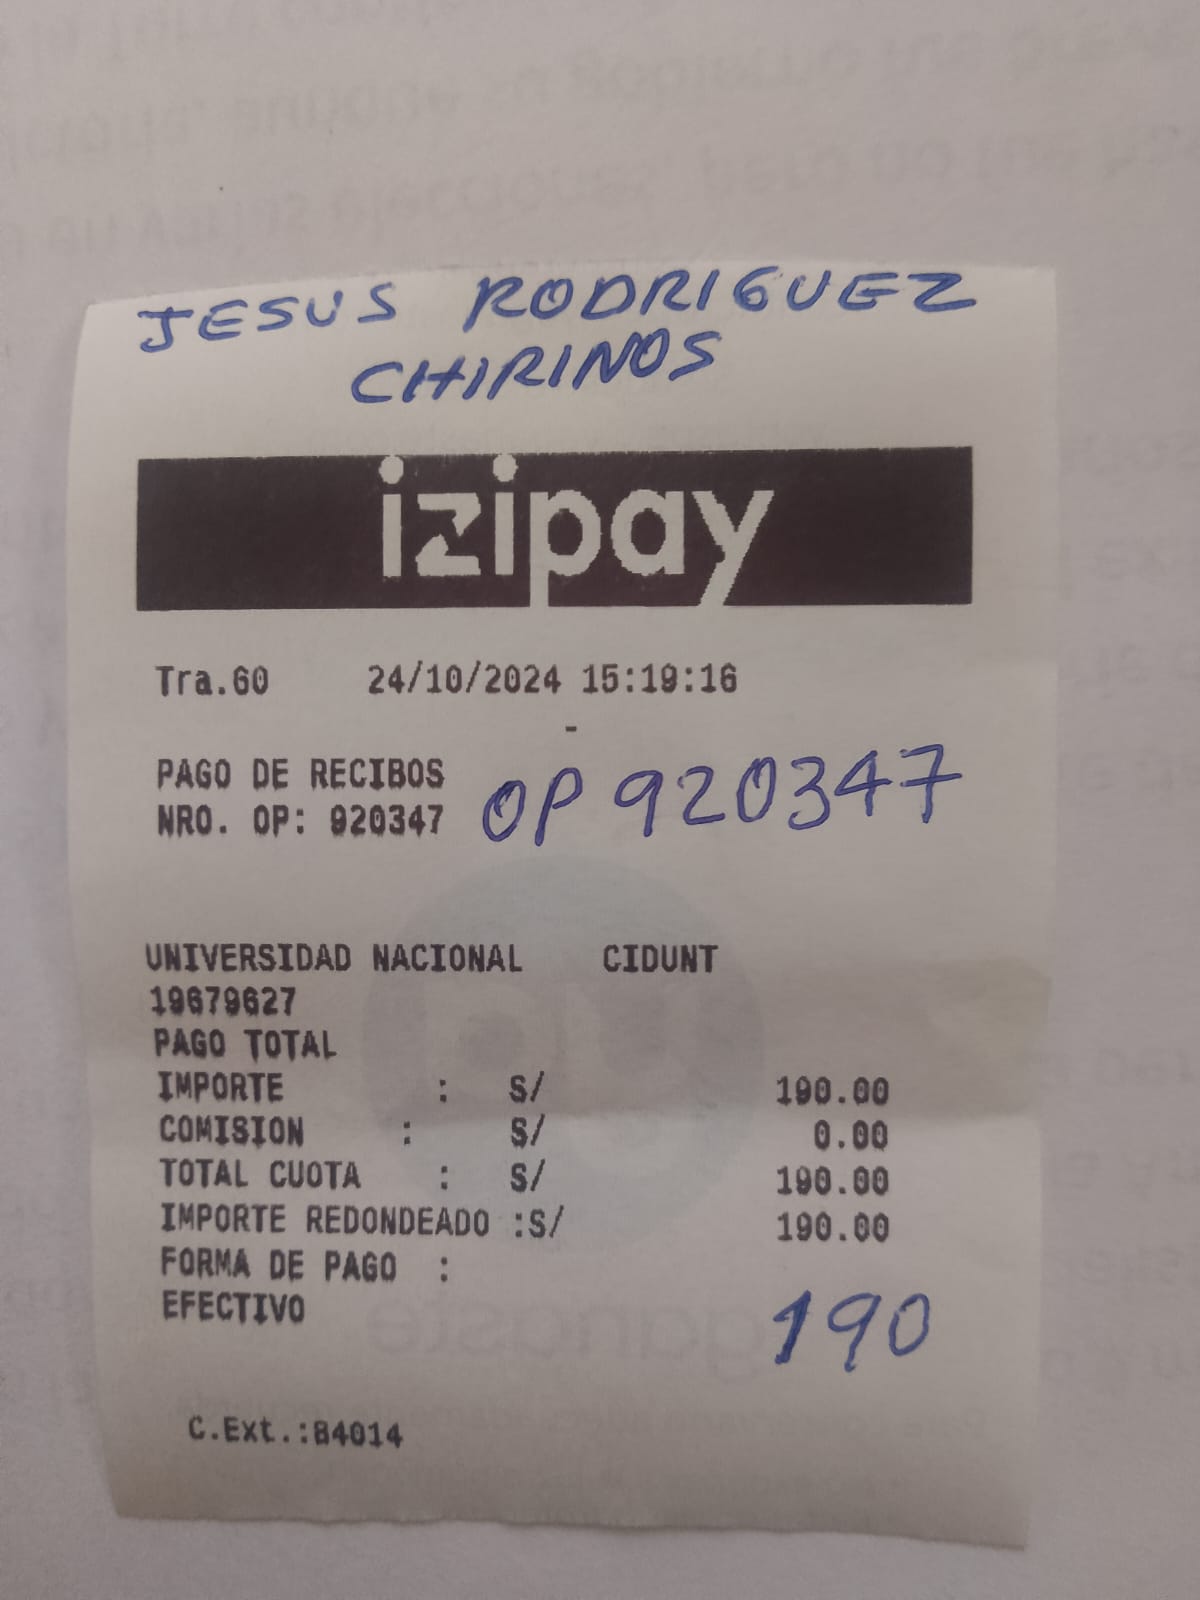 JESUS RODRIGUEZ
CHIRINOS
izipay
Tra.60 24/10/2024 15:19:16
-
PAGO DE RECIBOS
NRO. OP: 920347 OP 920347
UNIVERSIDAD NACIONAL CIDUNT
19679627
PAGO TOTAL
IMPORTE : S/ 190.00
COMISION : S/ 0.00
TOTAL CUOTA : S/ 190.00
IMPORTE REDONDEADO :S/ 190.00
FORMA DE PAGO :
EFECTIVO 190
C.Ext.:84014